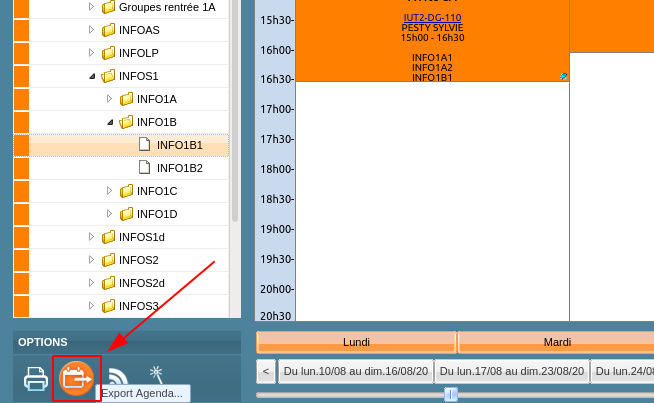 Groupes rentrée 1A
INFOAS
INFOLP
INFOS1
INFO1A
INFO1B
INFO1B1
INFO1B2
INFO1C
INFO1D
INFOS1d
INFOS2
INFOS2d
INFOS3
OPTIONS
Export Agenda...
15h30-
16h00-
16h30-
17h00-
17h30-
18h00-
18h30-
19h00-
19h30-
20h00-
20h30
IUT2-DG-110
PESTY SYLVIE
15h00 - 16h30
INFO1A1
INFO1A2
INFO1B1
Lundi
Mardi
<
Du lun.10/08 au dim.16/08/20
Du lun.17/08 au dim.23/08/20
Du lun.24/08